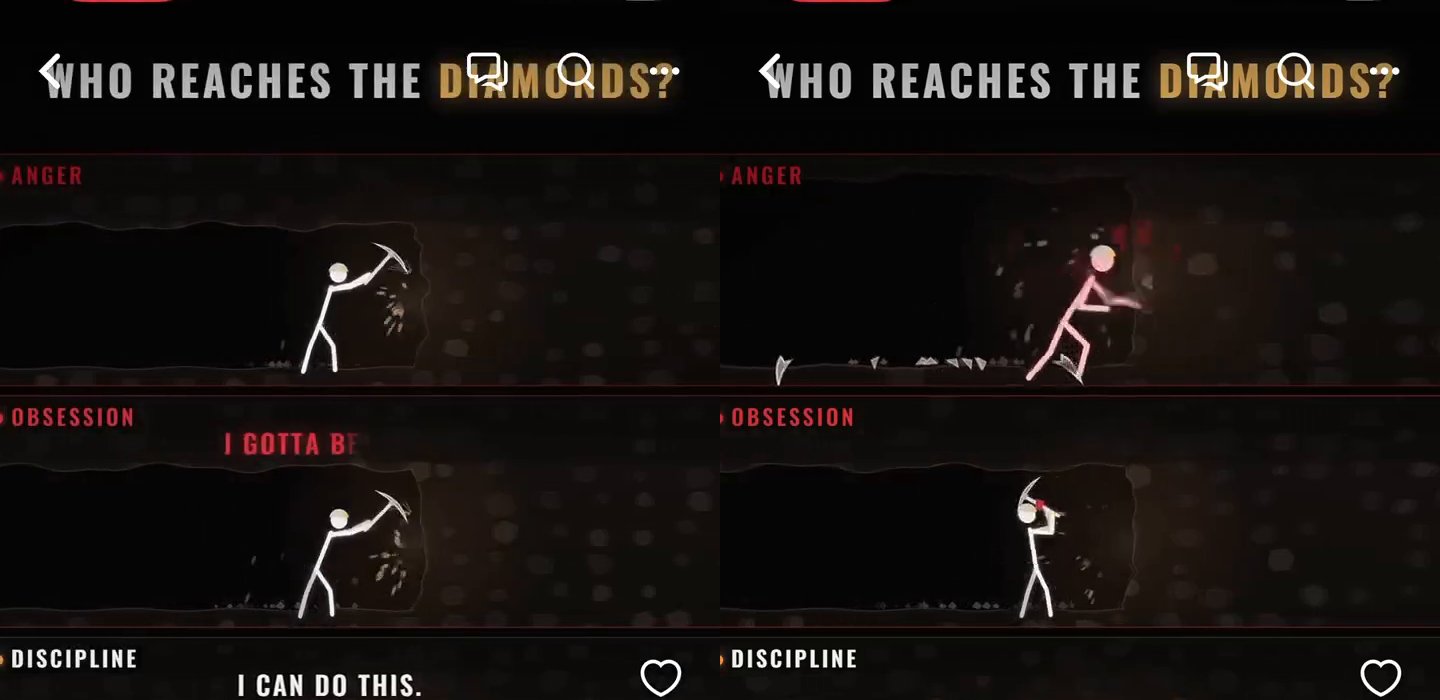 WHO REACHES THE DIAMONDS?
ANGER
OBSESSION
I GOTTA BE
DISCIPLINE
I CAN DO THIS.
WHO REACHES THE DIAMONDS?
ANGER
OBSESSION
DISCIPLINE